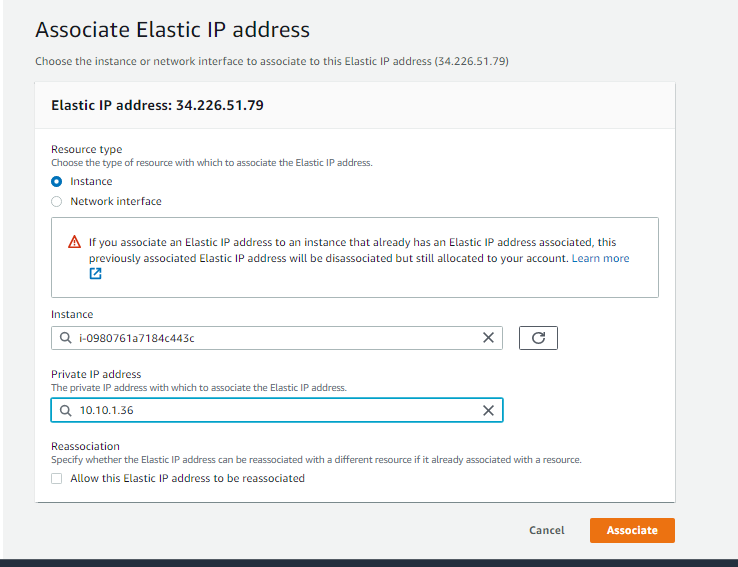 Associate Elastic IP address
Choose the instance or network interface to associate to this Elastic IP address (34.226.51.79)
Elastic IP address: 34.226.51.79
Resource type
Choose the type of resource with which to associate the Elastic IP address.
Instance
Network interface
If you associate an Elastic IP address to an instance that already has an Elastic IP address associated, this
previously associated Elastic IP address will be disassociated but still allocated to your account. Learn more
Instance
i-0980761a7184c443c
Private IP address
The private IP address with which to associate the Elastic IP address.
10.10.1.36
Reassociation
Specify whether the Elastic IP address can be reassociated with a different resource if it already associated with a resource.
Allow this Elastic IP address to be reassociated
Cancel
Associate